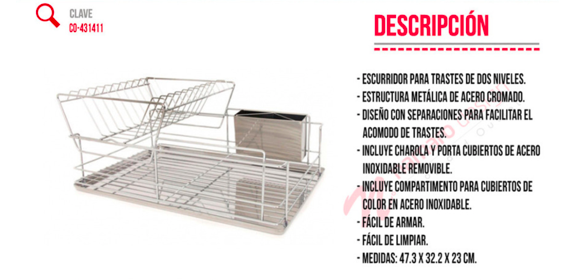 CLAVE
CO-431411
DESCRIPCIÓN
- ESCURRIDOR PARA TRASTES DE DOS NIVELES.
- ESTRUCTURA METÁLICA DE ACERO CROMADO.
- DISEÑO CON SEPARACIONES PARA FACILITAR EL
ACOMODO DE TRASTES.
- INCLUYE CHAROLA Y PORTA CUBIERTOS DE ACERO
INOXIDABLE REMOVIBLE.
- INCLUYE COMPARTIMENTO PARA CUBIERTOS DE
COLOR EN ACERO INOXIDABLE.
- FÁCIL DE ARMAR.
- FÁCIL DE LIMPIAR.
- MEDIDAS: 47.3 X 32.2 X 23 CM.